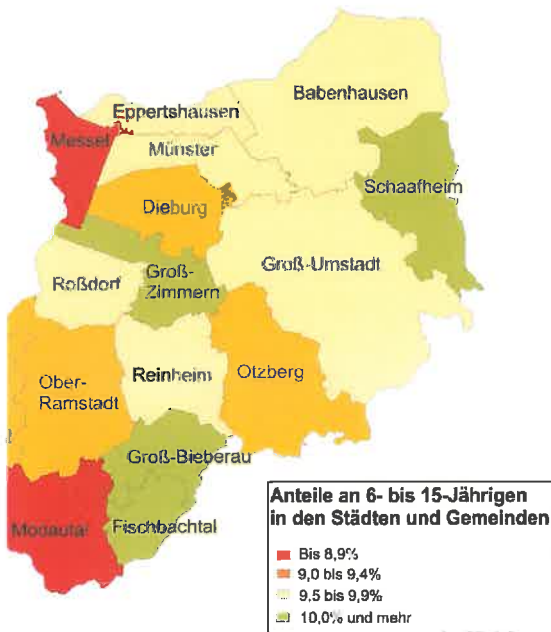 Babenhausen
Eppertshausen
Messel
Münster
Schaafheim
Dieburg
Groß-Umstadt
Groß-
Zimmern
Roßdorf
Reinheim
Otzberg
Ober-
Ramstadt
Groß-Bieberau
Modautal
Fischbachtal
Anteile an 6- bis 15-Jährigen
in den Städten und Gemeinden
Bis 8,9%
9,0 bis 9,4%
9,5 bis 9,9%
10,0% und mehr